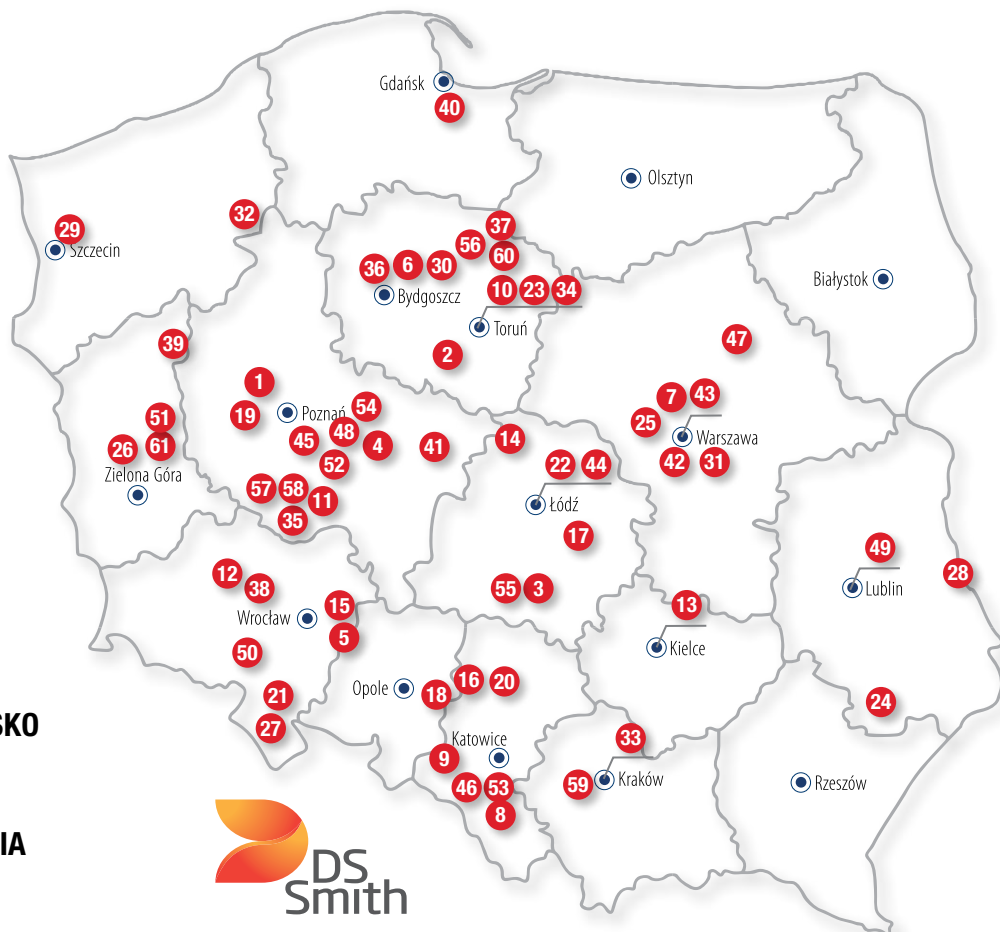 Gdańsk
40
Olsztyn
29
32
Szczecin
37
56
60
36
6
30
10
23
34
Bydgoszcz
Białystok
Toruń
39
2
47
1
51
19
Poznań
54
7
43
25
Warszawa
26
61
45
48
4
41
14
42
31
Zielona Góra
52
22
44
57
58
11
35
Łódź
17
49
12
38
55
3
28
Lublin
Wrocław
15
13
5
50
Kielce
Opole
18
16
20
21
24
27
SKO
Katowice
33
9
46
53
59
Kraków
Rzeszów
8
IA
DS
Smith